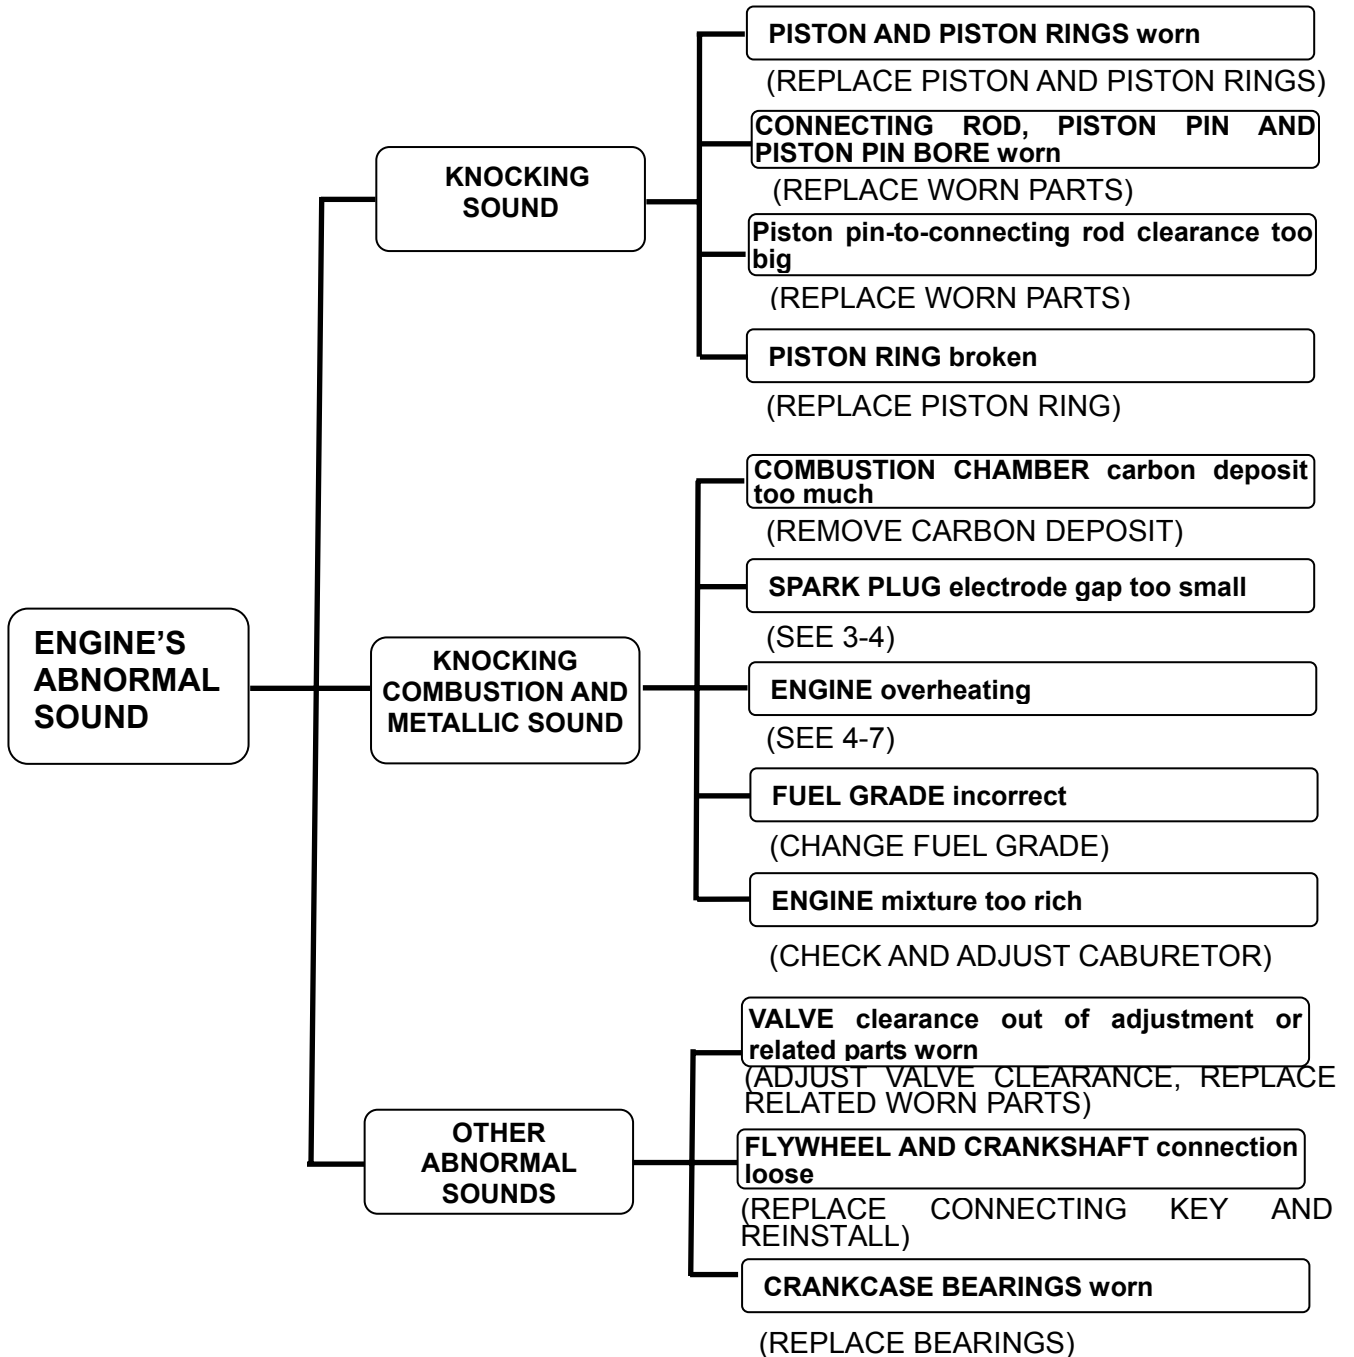 ENGINE’S
ABNORMAL
SOUND
KNOCKING
SOUND
PISTON AND PISTON RINGS worn
(REPLACE PISTON AND PISTON RINGS)
CONNECTING ROD, PISTON PIN AND
PISTON PIN BORE worn
(REPLACE WORN PARTS)
Piston pin-to-connecting rod clearance too
big
(REPLACE WORN PARTS)
PISTON RING broken
(REPLACE PISTON RING)
KNOCKING
COMBUSTION AND
METALLIC SOUND
COMBUSTION CHAMBER carbon deposit
too much
(REMOVE CARBON DEPOSIT)
SPARK PLUG electrode gap too small
(SEE 3-4)
ENGINE overheating
(SEE 4-7)
FUEL GRADE incorrect
(CHANGE FUEL GRADE)
ENGINE mixture too rich
(CHECK AND ADJUST CABURETOR)
OTHER
ABNORMAL
SOUNDS
VALVE clearance out of adjustment or
related parts worn
(ADJUST VALVE CLEARANCE, REPLACE
RELATED WORN PARTS)
FLYWHEEL AND CRANKSHAFT connection
loose
(REPLACE CONNECTING KEY AND
REINSTALL)
CRANKCASE BEARINGS worn
(REPLACE BEARINGS)